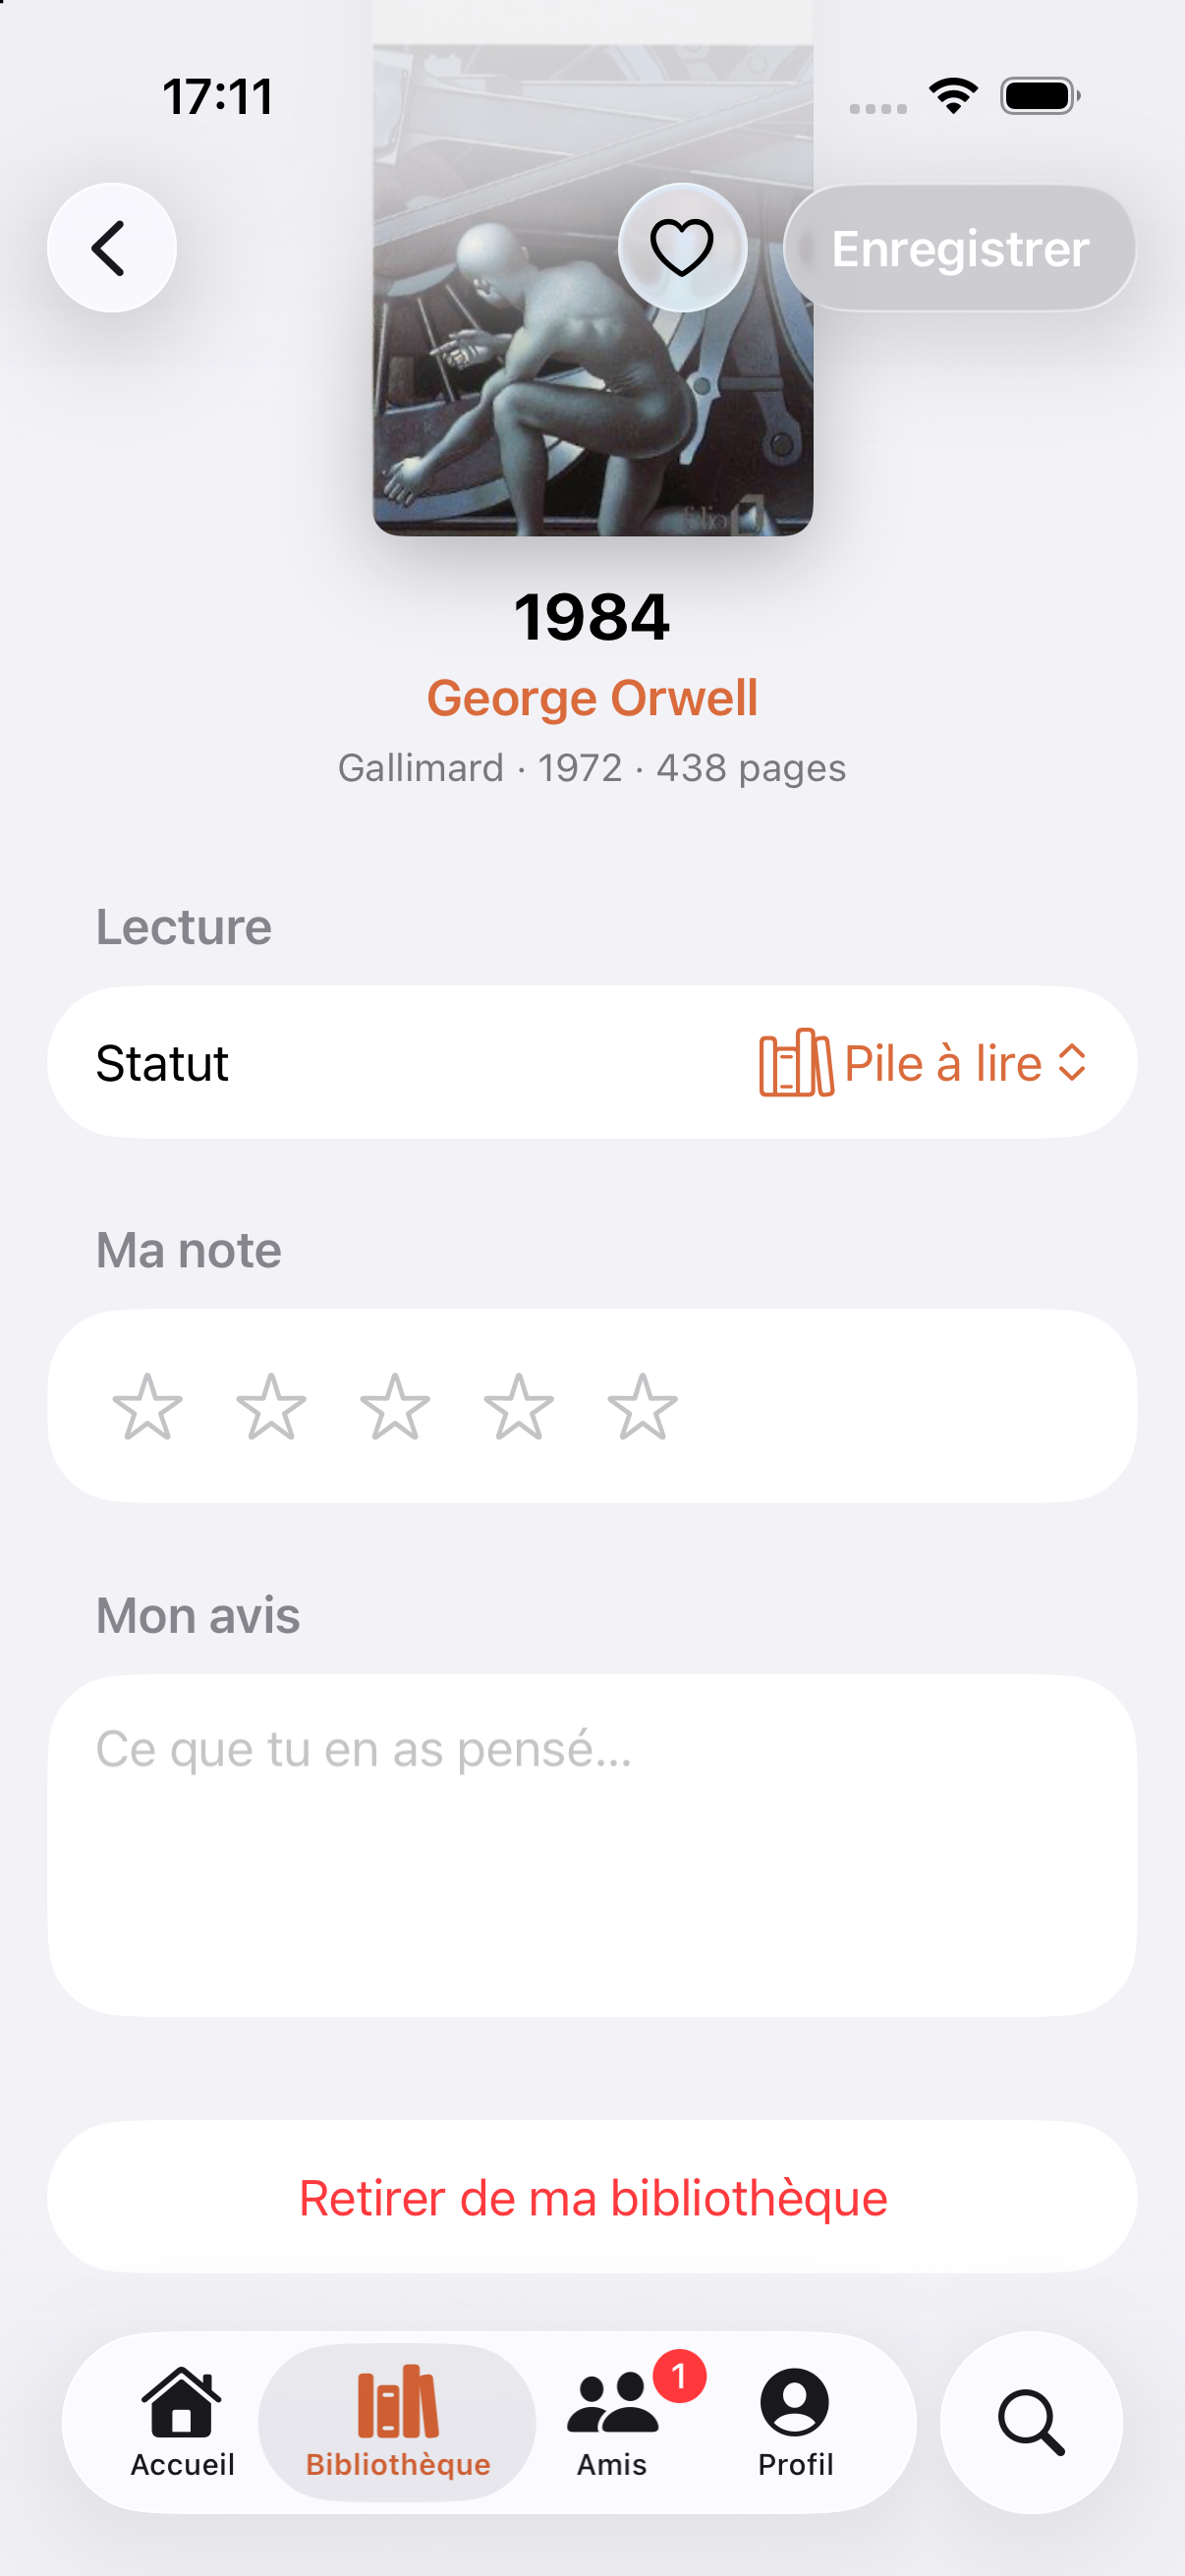 17:11
Enregistrer
folio
1984
George Orwell
Gallimard · 1972 · 438 pages
Lecture
Statut
Pile à lire
Ma note
Mon avis
Ce que tu en as pensé...
Retirer de ma bibliothèque
1
Accueil
Bibliothèque
Amis
Profil